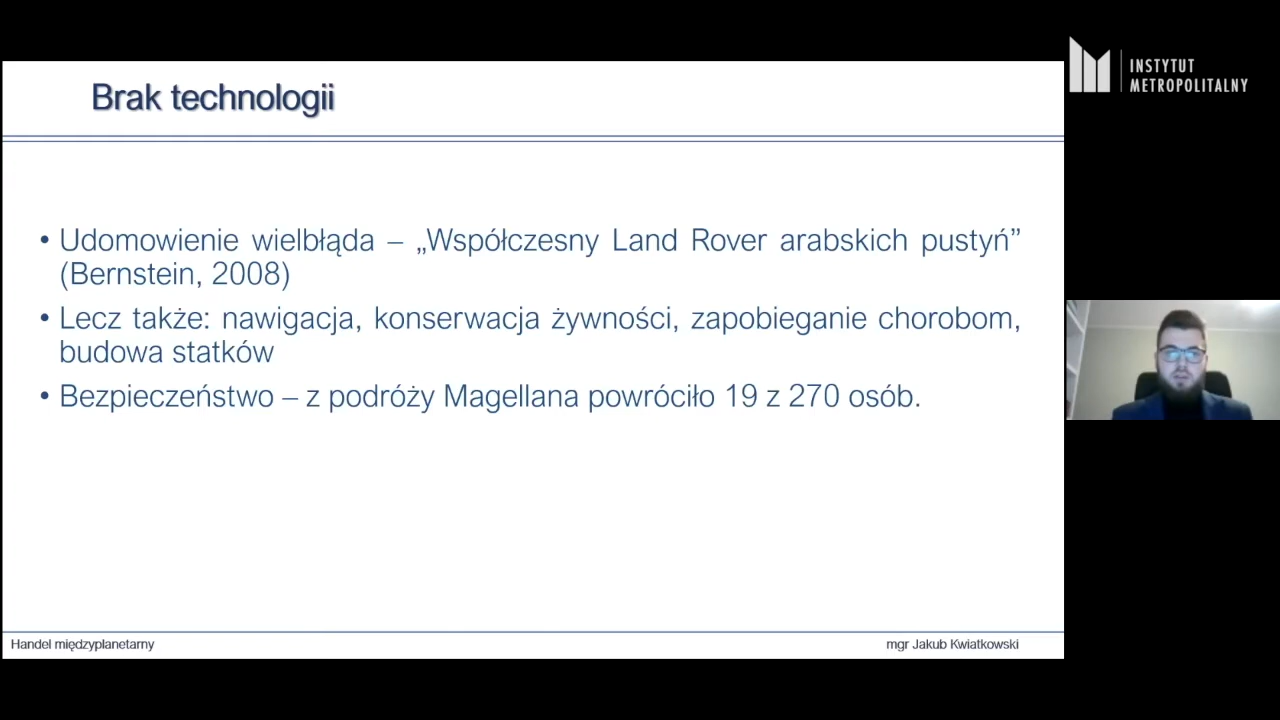 Brak technologii
INSTYTUT
METROPOLITALNY
• Udomowienie wielbłąda – „Współczesny Land Rover arabskich pustyń”
(Bernstein, 2008)
• Lecz także: nawigacja, konserwacja żywności, zapobieganie chorobom,
budowa statków
• Bezpieczeństwo – z podróży Magellana powróciło 19 z 270 osób.
Handel międzyplanetarny
mgr Jakub Kwiatkowski